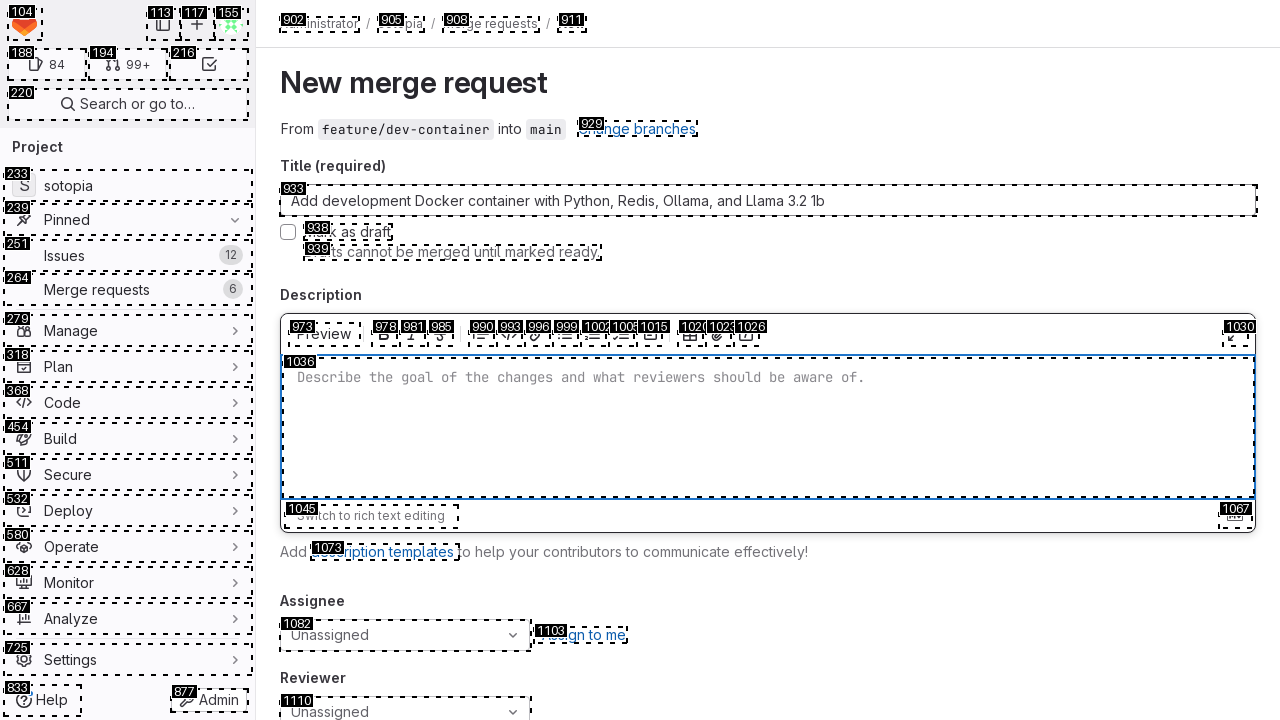 104
113
117
155
188
84
194
99+
216
220
Search or go to…
Project
233
S
sotopia
239
Pinned
251
Issues
12
264
Merge requests
6
279
Manage
318
Plan
368
Code
454
Build
511
Secure
532
Deploy
580
Operate
628
Monitor
667
Analyze
725
Settings
833
Help
877
Admin
902
ministrator
/
905
/
908
ge requests
/
911
New merge request
From feature/dev-container into main
929
nge branches
Title (required)
933
Add development Docker container with Python, Redis, Ollama, and Llama 3.2 1b
938
as draft
939
ts cannot be merged until marked ready.
Description
973
Preview
978
981
985
990
993
996
999
1002
1005
1015
1020
1023
1026
1030
1036
Describe the goal of the changes and what reviewers should be aware of.
1045
Switch to rich text editing
1067
Add
1073
ription templates to help your contributors to communicate effectively!
Assignee
1082
Unassigned
1103
gn to me
Reviewer
1110
Unassigned